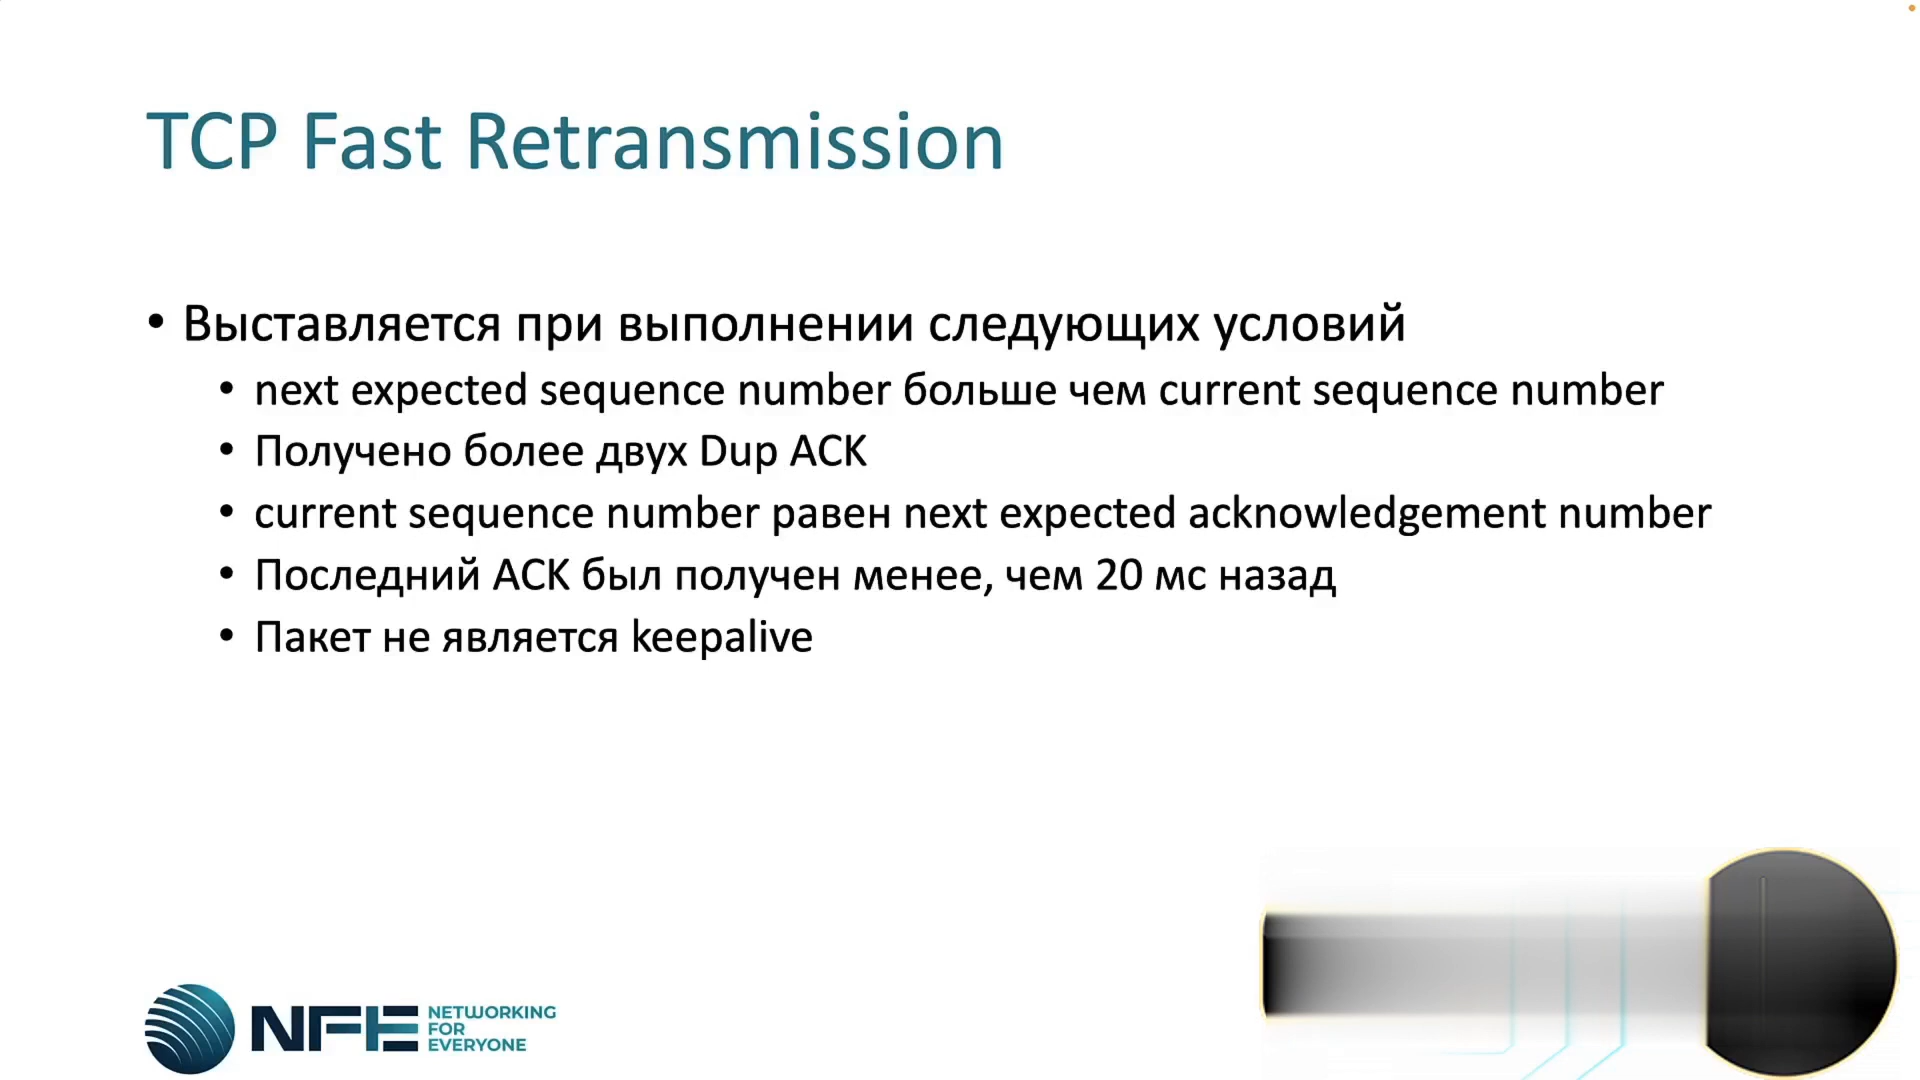 TCP Fast Retransmission
• Выставляется при выполнении следующих условий
• next expected sequence number больше чем current sequence number
• Получено более двух Dup ACK
• current sequence number равен next expected acknowledgement number
• Последний ACK был получен менее, чем 20 мс назад
• Пакет не является keepalive
NFE
NETWORKING
FOR
EVERYONE